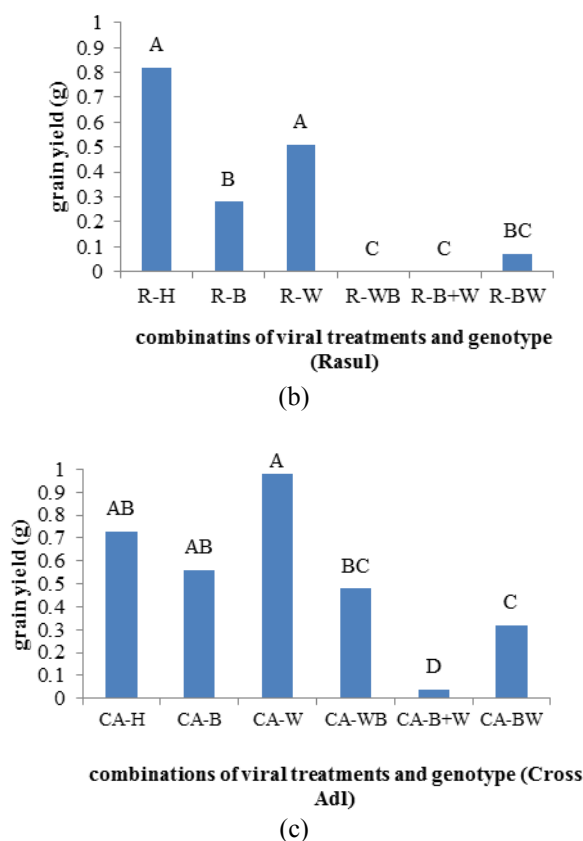 1
0.9
0.8
0.7
0.6
0.5
0.4
0.3
0.2
0.1
0
grain yield (g)
A
B
A
C
C
BC
R-H R-B R-W R-WB R-B+W R-BW
combinatins of viral treatments and genotype
(Rasul)
(b)
1
0.9
0.8
0.7
0.6
0.5
0.4
0.3
0.2
0.1
0
grain yield (g)
AB
AB
A
BC
D
C
CA-H CA-B CA-W CA-WB CA-B+W CA-BW
combinations of viral treatments and genotype (Cross
Adl)
(c)